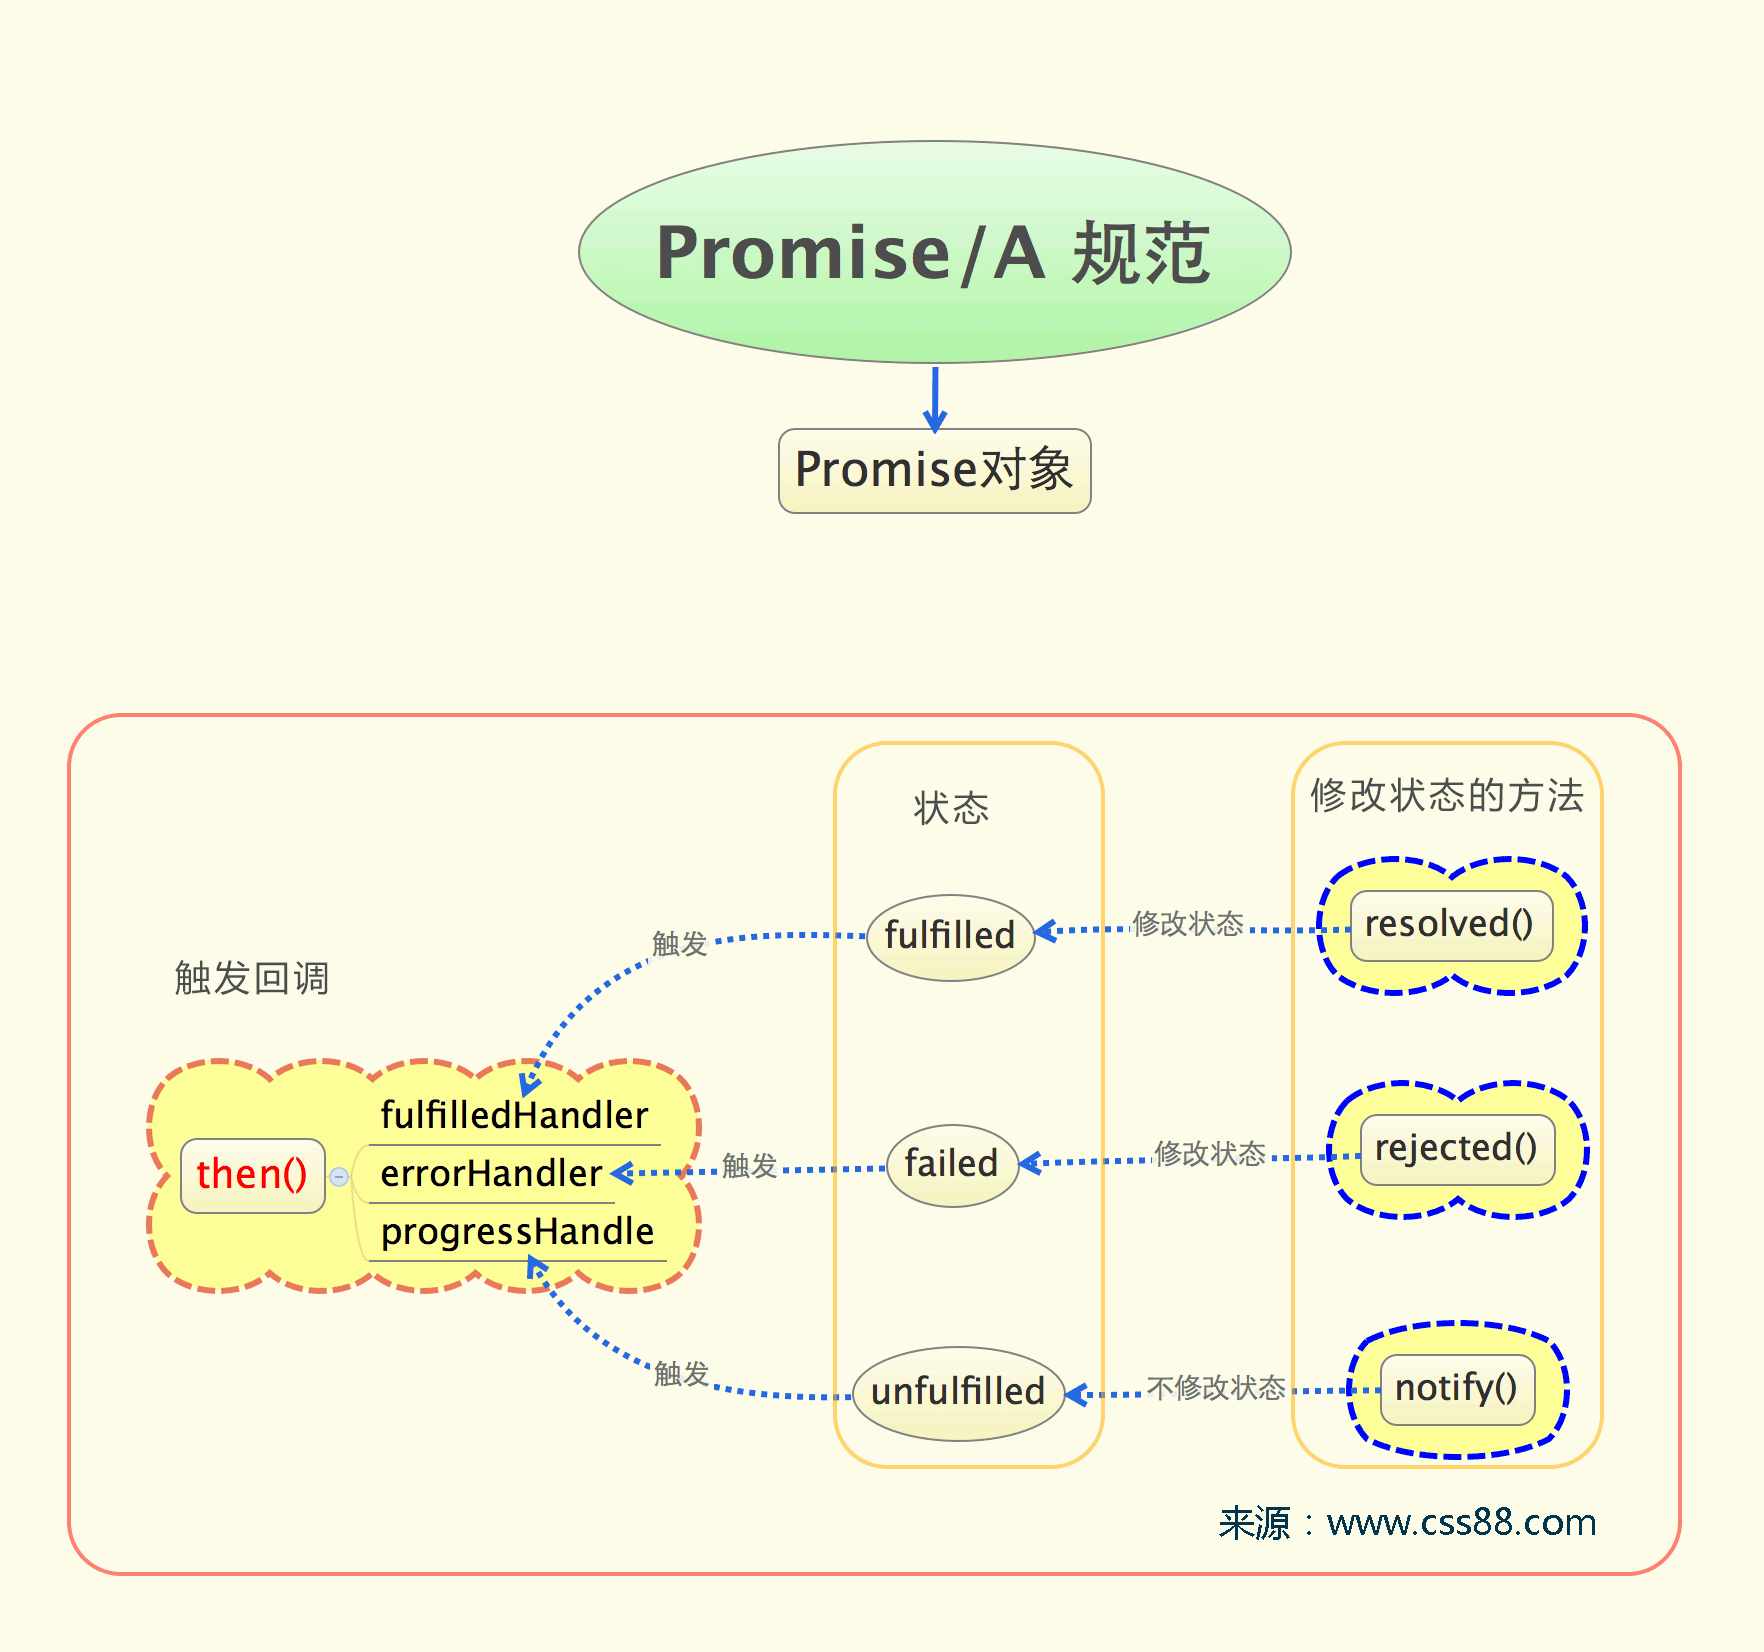 Promise/A 规范
Promise对象
状态
修改状态的方法
fulfilled
修改状态
resolved()
触发
触发回调
then()
fulfilledHandler
errorHandler
progressHandle
触发
failed
修改状态
rejected()
触发
unfulfilled
不修改状态
notify()
来源：www.css88.com